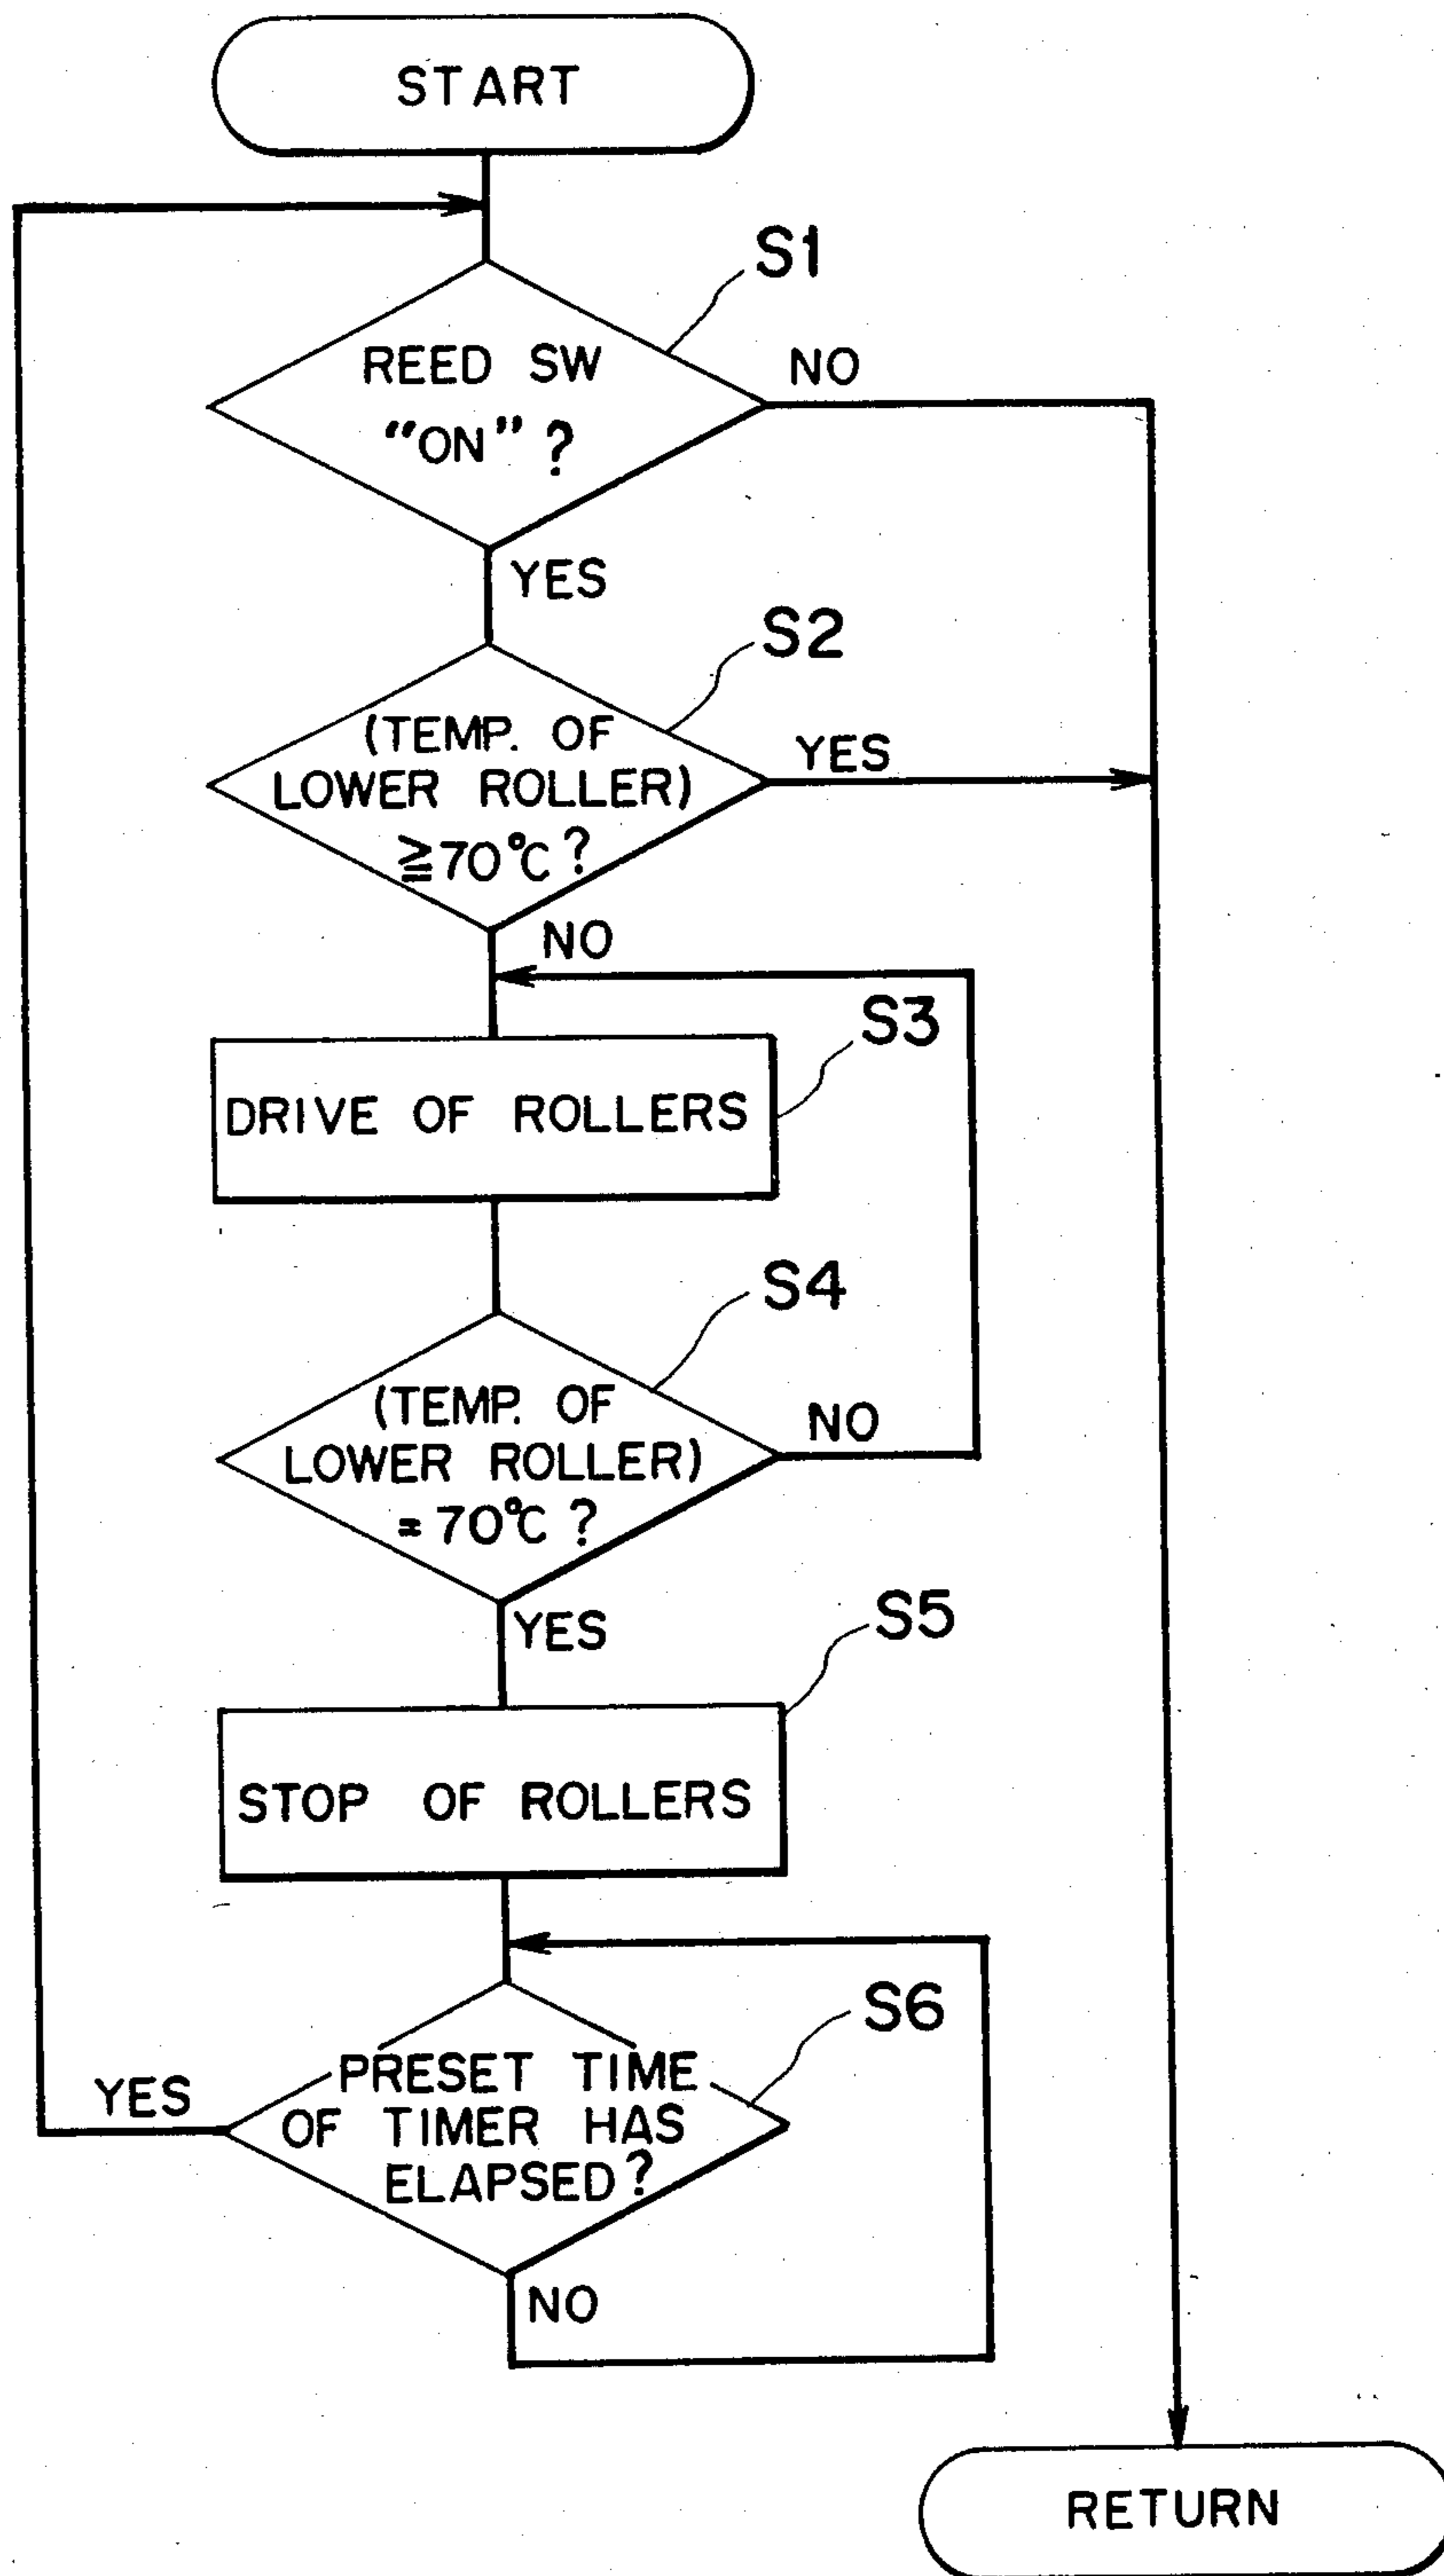 START
S1
REED SW
"ON" ?
NO
YES
S2
(TEMP. OF
LOWER ROLLER)
≧70°C ?
YES
NO
S3
DRIVE OF ROLLERS
S4
(TEMP. OF
LOWER ROLLER)
= 70°C ?
NO
YES
S5
STOP OF ROLLERS
S6
PRESET TIME
OF TIMER HAS
ELAPSED ?
YES
NO
RETURN